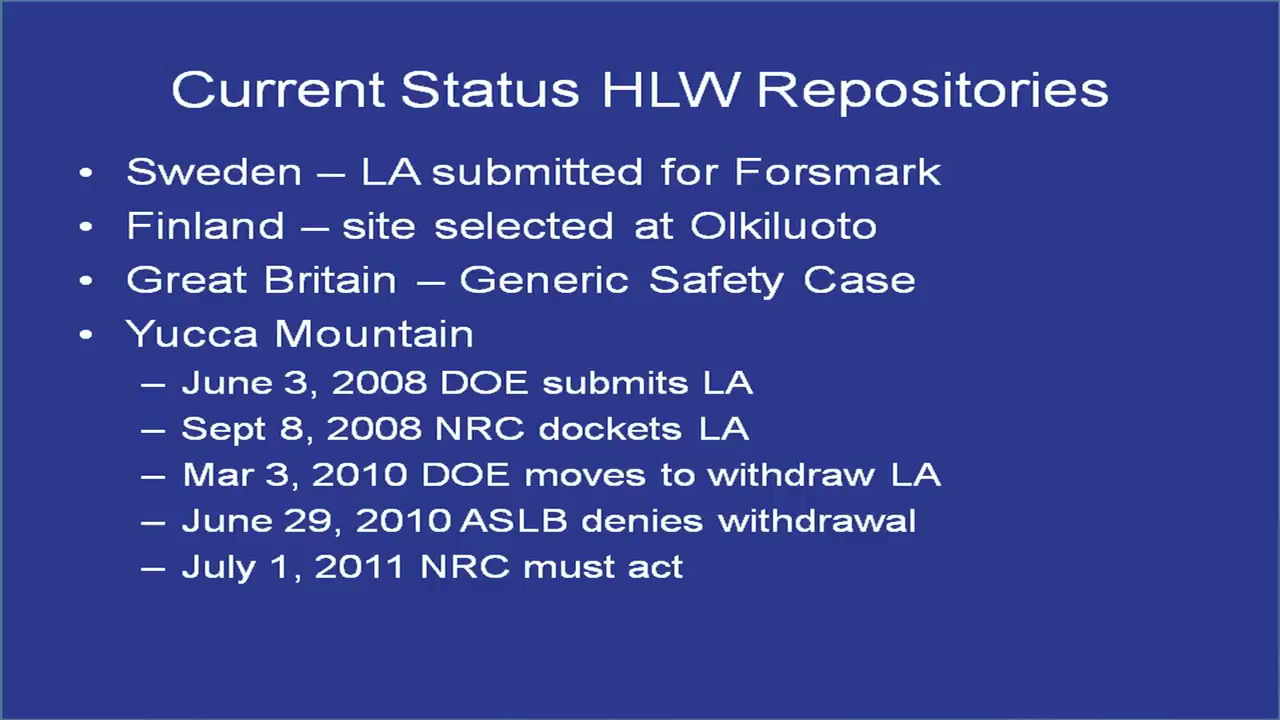 Current Status HLW Repositories
• Sweden – LA submitted for Forsmark
• Finland – site selected at Olkiluoto
• Great Britain – Generic Safety Case
• Yucca Mountain
– June 3, 2008 DOE submits LA
– Sept 8, 2008 NRC dockets LA
– Mar 3, 2010 DOE moves to withdraw LA
– June 29, 2010 ASLB denies withdrawal
– July 1, 2011 NRC must act